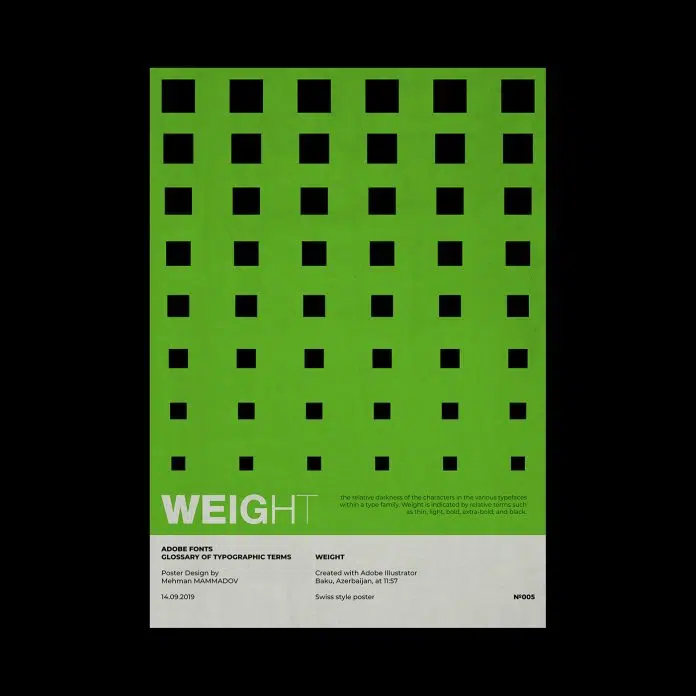 WEIGHT
the relative darkness of the characters in the various typefaces
within a type family. Weight is indicated by relative terms such
as thin, light, bold, extra-bold, and black.
ADOBE FONTS
GLOSSARY OF TYPOGRAPHIC TERMS
WEIGHT
Poster Design by
Mehman MAMMADOV
Created with Adobe Illustrator
Baku, Azerbaijan, at 11:57
14.09.2019
Swiss style poster
№005